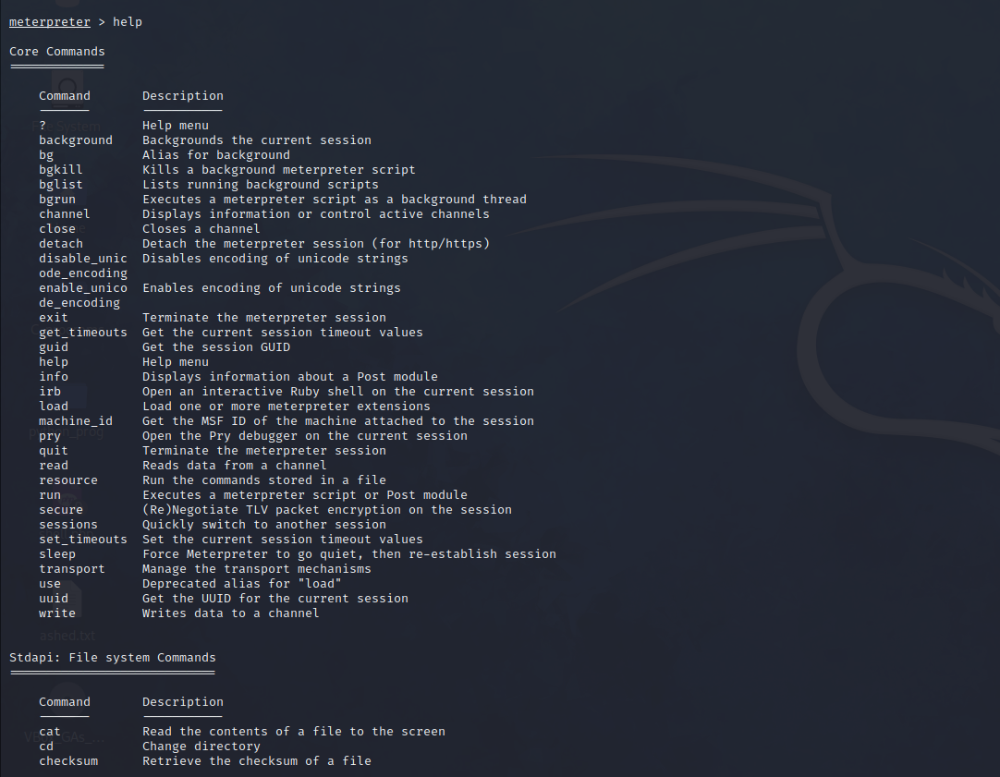 meterpreter > help
Core Commands
=============
Command Description
------- -----------
? Help menu
background Backgrounds the current session
bg Alias for background
bgkill Kills a background meterpreter script
bglist Lists running background scripts
bgrun Executes a meterpreter script as a background thread
channel Displays information or control active channels
close Closes a channel
detach Detach the meterpreter session (for http/https)
disable_unic Disables encoding of unicode strings
ode_encoding
enable_unico Enables encoding of unicode strings
de_encoding
exit Terminate the meterpreter session
get_timeouts Get the current session timeout values
guid Get the session GUID
help Help menu
info Displays information about a Post module
irb Open an interactive Ruby shell on the current session
load Load one or more meterpreter extensions
machine_id Get the MSF ID of the machine attached to the session
pry Open the Pry debugger on the current session
quit Terminate the meterpreter session
read Reads data from a channel
resource Run the commands stored in a file
run Executes a meterpreter script or Post module
secure (Re)Negotiate TLV packet encryption on the session
sessions Quickly switch to another session
set_timeouts Set the current session timeout values
sleep Force Meterpreter to go quiet, then re-establish session
transport Manage the transport mechanisms
use Deprecated alias for "load"
uuid Get the UUID for the current session
write Writes data to a channel
ashed.txt
Stdapi: File system Commands
============================
Command Description
------- -----------
cat Read the contents of a file to the screen
cd Change directory
checksum Retrieve the checksum of a file